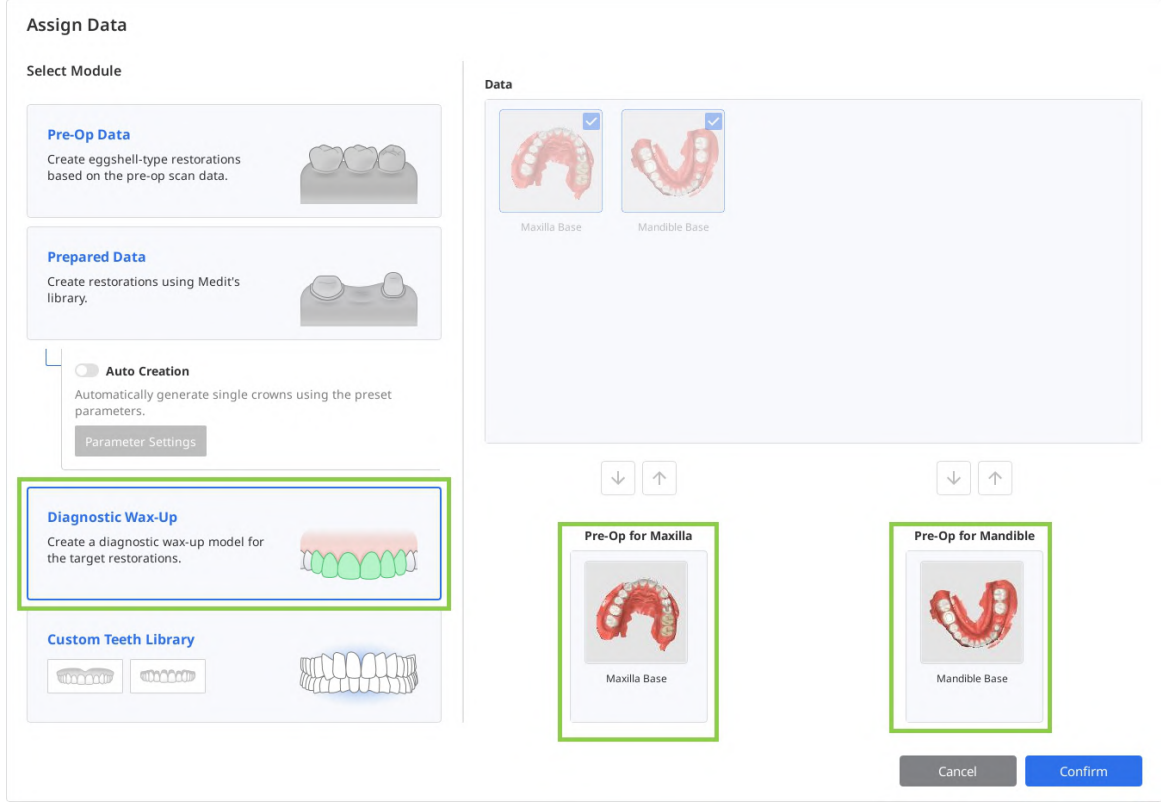 Assign Data
Select Module
Pre-Op Data
Create eggshell-type restorations
based on the pre-op scan data.
Prepared Data
Create restorations using Medit's
library.
Auto Creation
Automatically generate single crowns using the preset
parameters.
Parameter Settings
Diagnostic Wax-Up
Create a diagnostic wax-up model for
the target restorations.
Custom Teeth Library
Data
Maxilla Base
Mandible Base
Pre-Op for Maxilla
Maxilla Base
Pre-Op for Mandible
Mandible Base
Cancel
Confirm